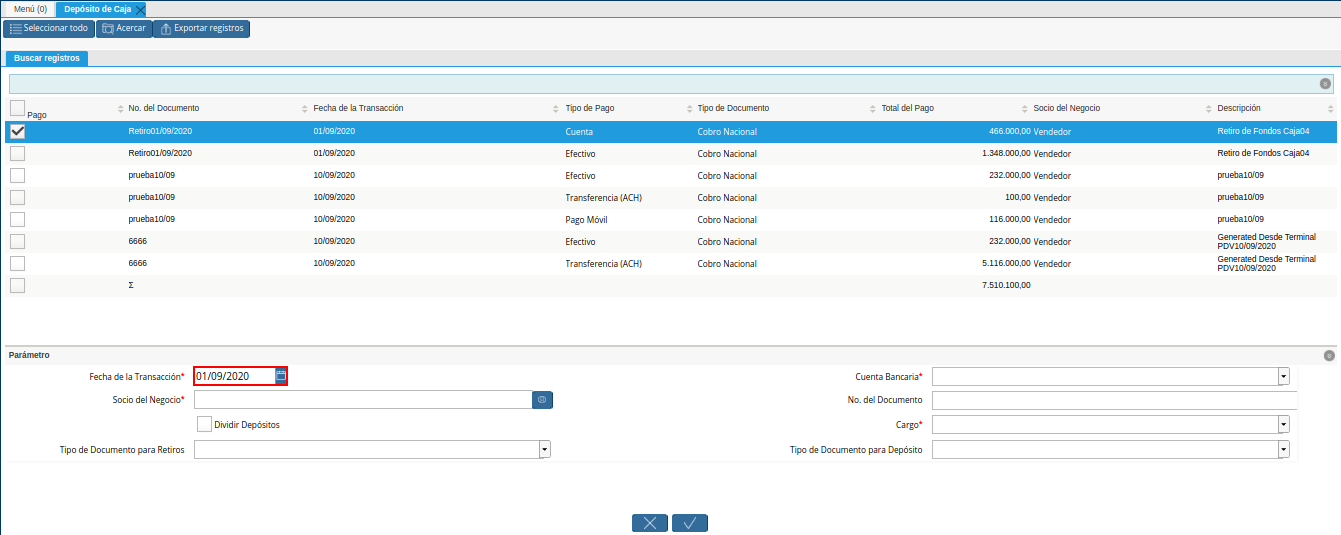 Menú (0) Depósito de Caja
Seleccionar todo Acercar Exportar registros
Buscar registros
Pago No. del Documento Fecha de la Transacción Tipo de Pago Tipo de Documento Total del Pago Socio del Negocio Descripción
Retiro01/09/2020 01/09/2020 Cuenta Cobro Nacional 466.000,00 Vendedor Retiro de Fondos Caja04
Retiro01/09/2020 01/09/2020 Efectivo Cobro Nacional 1.348.000,00 Vendedor Retiro de Fondos Caja04
prueba10/09 10/09/2020 Efectivo Cobro Nacional 232.000,00 Vendedor prueba10/09
prueba10/09 10/09/2020 Transferencia (ACH) Cobro Nacional 100,00 Vendedor prueba10/09
prueba10/09 10/09/2020 Pago Móvil Cobro Nacional 116.000,00 Vendedor prueba10/09
6666 10/09/2020 Efectivo Cobro Nacional 232.000,00 Vendedor Generated Desde Terminal
PDV10/09/2020
6666 10/09/2020 Transferencia (ACH) Cobro Nacional 5.116.000,00 Vendedor Generated Desde Terminal
PDV10/09/2020
Σ 7.510.100,00
Parámetro
Fecha de la Transacción* 01/09/2020 Cuenta Bancaria*
Socio del Negocio* No. del Documento
Dividir Depósitos Cargo*
Tipo de Documento para Retiros Tipo de Documento para Depósito